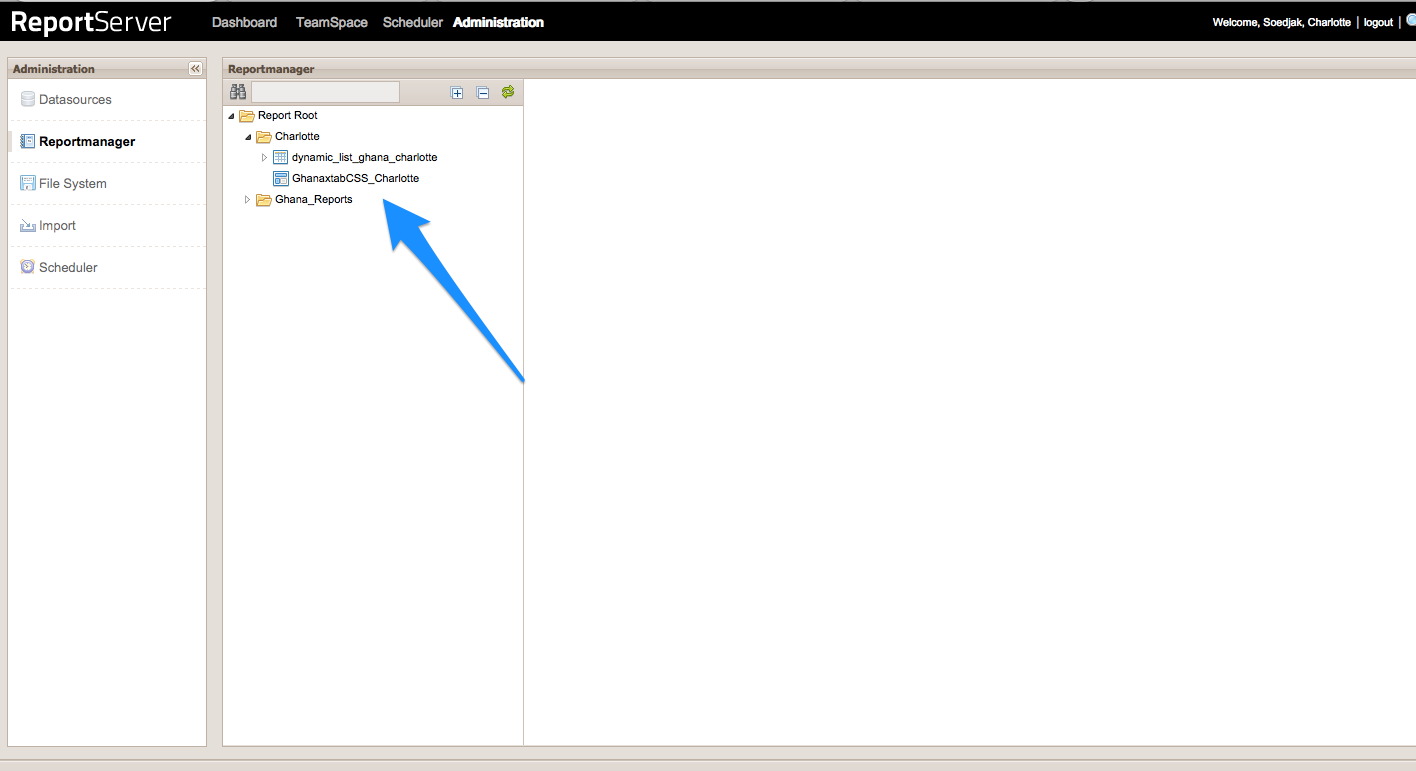 ReportServer Dashboard TeamSpace Scheduler Administration Welcome, Soedjak, Charlotte | logout |
Administration
Datasources
Reportmanager
File System
Import
Scheduler
Reportmanager
Report Root
Charlotte
dynamic_list_ghana_charlotte
GhanaxtabCSS_Charlotte
Ghana_Reports